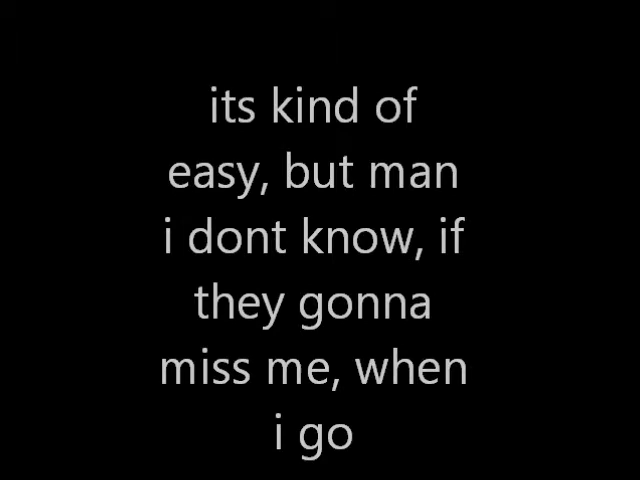 its kind of
easy, but man
i dont know, if
they gonna
miss me, when
i go